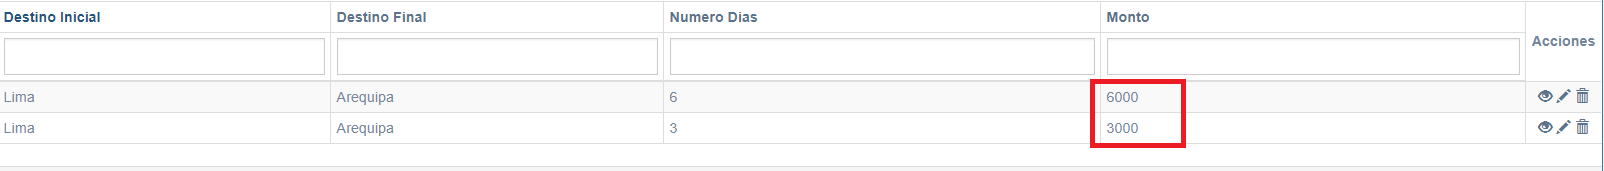 Destino Inicial Destino Final Numero Dias Monto
Acciones
Lima Arequipa 6 6000
Lima Arequipa 3 3000